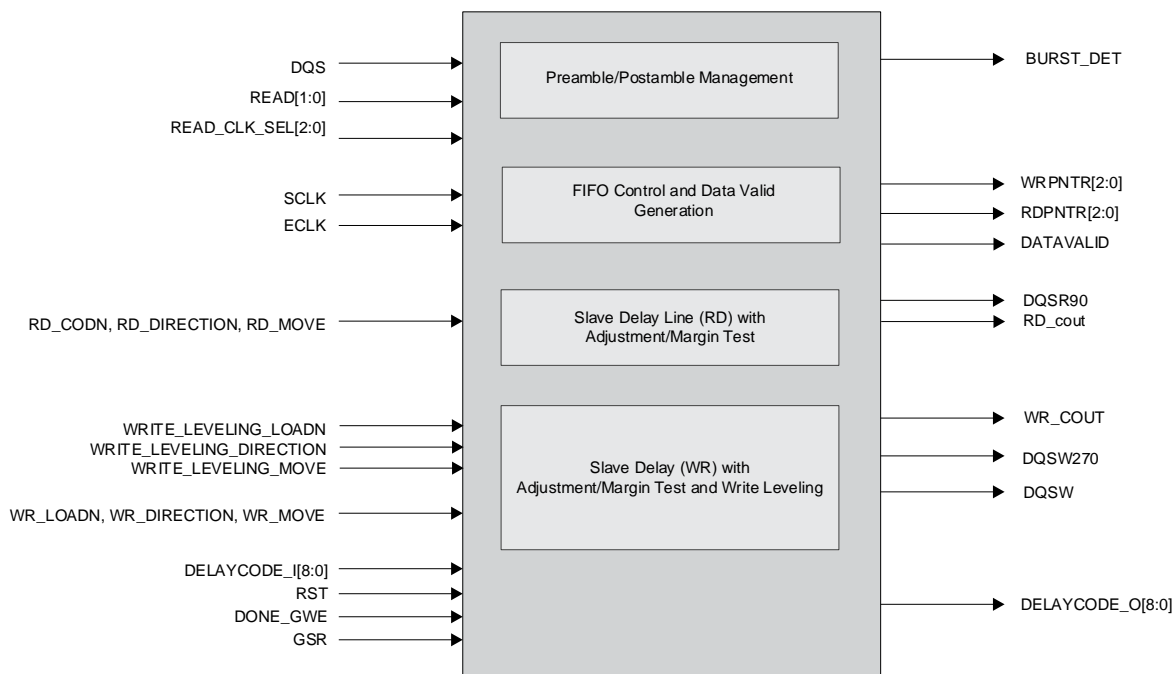 DQS
READ[1:0]
READ_CLK_SEL[2:0]
SCLK
ECLK
RD_CODN, RD_DIRECTION, RD_MOVE
WRITE_LEVELING_LOADN
WRITE_LEVELING_DIRECTION
WRITE_LEVELING_MOVE
WR_LOADN, WR_DIRECTION, WR_MOVE
DELAYCODE_I[8:0]
RST
DONE_GWE
GSR
Preamble/Postamble Management
FIFO Control and Data Valid
Generation
Slave Delay Line (RD) with
Adjustment/Margin Test
Slave Delay (WR) with
Adjustment/Margin Test and Write Leveling
BURST_DET
WRPNTR[2:0]
RDPNTR[2:0]
DATAVALID
DQSR90
RD_cout
WR_COUT
DQSW270
DQSW
DELAYCODE_O[8:0]